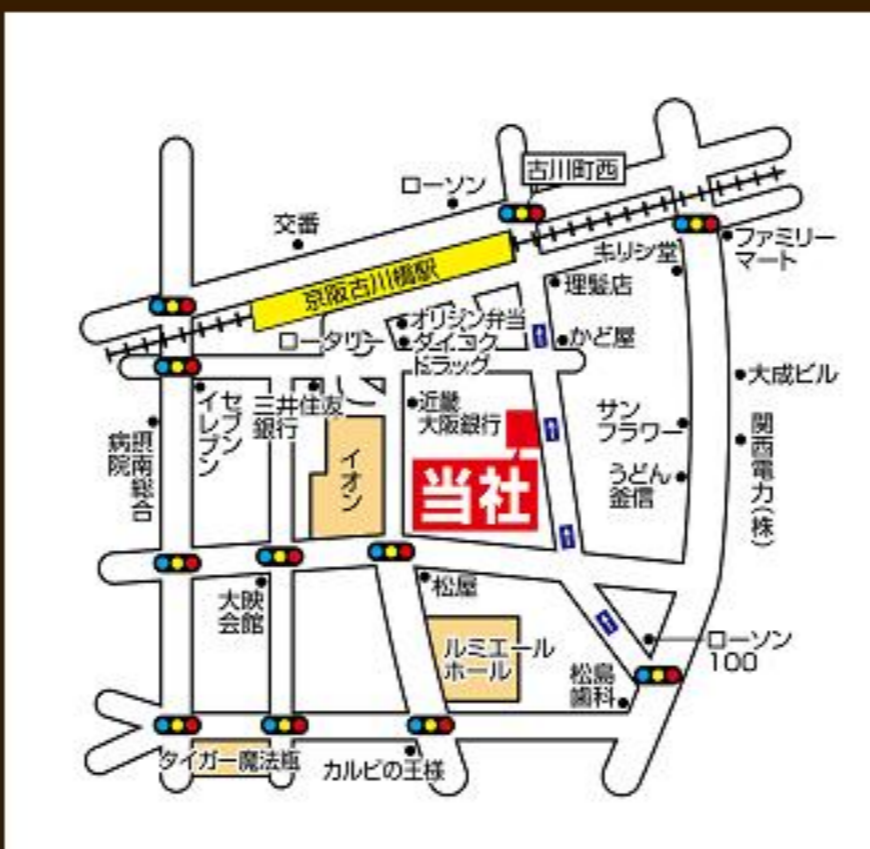 古川町西
ローソン
交番
ファミリー
マート
キリン堂
京阪古川橋駅
理髪店
オリジン弁当
ロータリー
ダイコク
ドラッグ
かど屋
大成ビル
セブン
イレブン
三井住友
銀行
近畿
大阪銀行
サン
フラワー
摂南総合
病院
関西電力(株)
イオン
当社
うどん
釜信
大映
会館
松屋
ルミエール
ホール
ローソン
100
松島
歯科
タイガー魔法瓶
カルビの王様